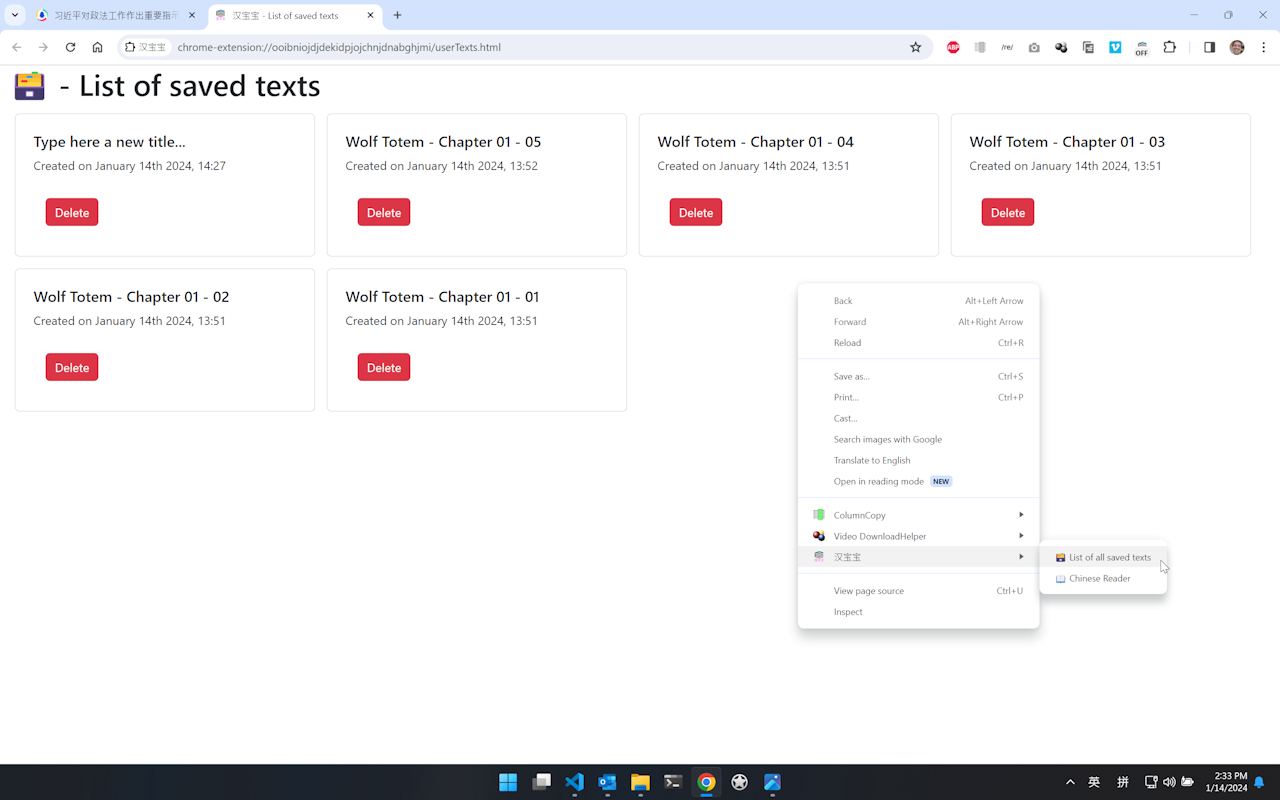 习近平对政法工作作出重要指示
汉宝宝 - List of saved texts
汉宝宝
chrome-extension://ooibniojdjdekidpjojchnjdnabghjmi/userTexts.html
ABP
/re/
OFF
- List of saved texts
Type here a new title...
Created on January 14th 2024, 14:27
Delete
Wolf Totem - Chapter 01 - 05
Created on January 14th 2024, 13:52
Delete
Wolf Totem - Chapter 01 - 04
Created on January 14th 2024, 13:51
Delete
Wolf Totem - Chapter 01 - 03
Created on January 14th 2024, 13:51
Delete
Wolf Totem - Chapter 01 - 02
Created on January 14th 2024, 13:51
Delete
Wolf Totem - Chapter 01 - 01
Created on January 14th 2024, 13:51
Delete
Back Alt+Left Arrow
Forward Alt+Right Arrow
Reload Ctrl+R
Save as... Ctrl+S
Print... Ctrl+P
Cast...
Search images with Google
Translate to English
Open in reading mode NEW
ColumnCopy
Video DownloadHelper
汉宝宝
List of all saved texts
Chinese Reader
View page source Ctrl+U
Inspect
英
拼
2:33 PM
1/14/2024